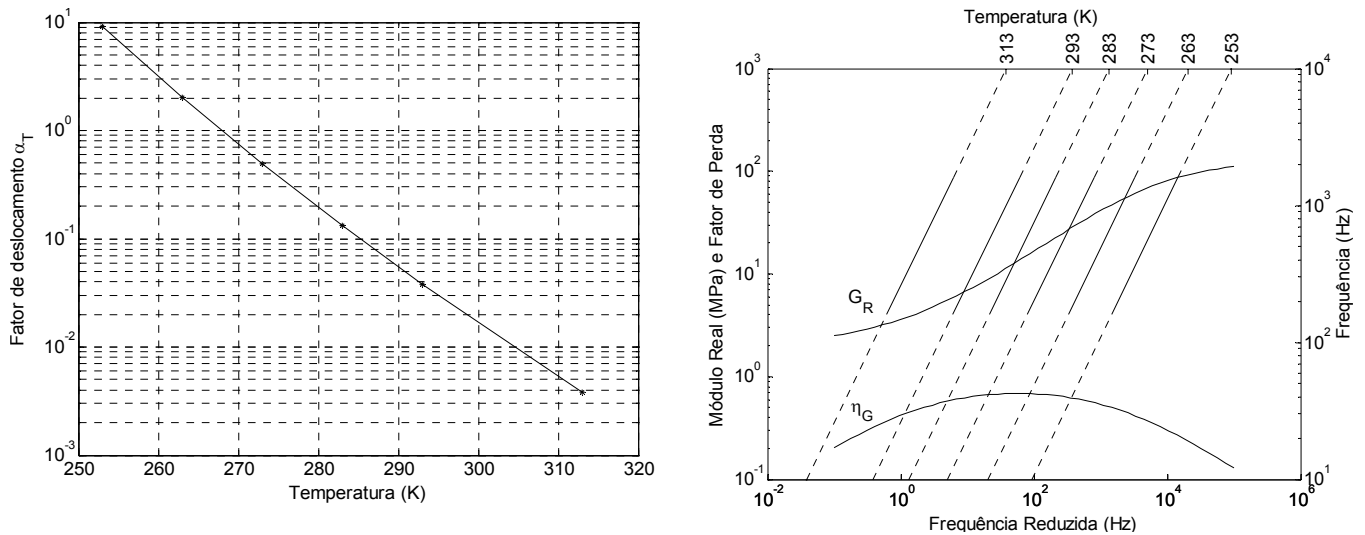 Fator de deslocamento α_T
10^1
10^0
10^-1
10^-2
10^-3
250 260 270 280 290 300 310 320
Temperatura (K)
Temperatura (K)
313 293 283 273 263 253
Módulo Real (MPa) e Fator de Perda
10^3
10^2
10^1
10^0
10^-1
G_R
η_G
10^4
10^3
10^2
10^1
Frequência (Hz)
10^-2 10^0 10^2 10^4 10^6
Frequência Reduzida (Hz)